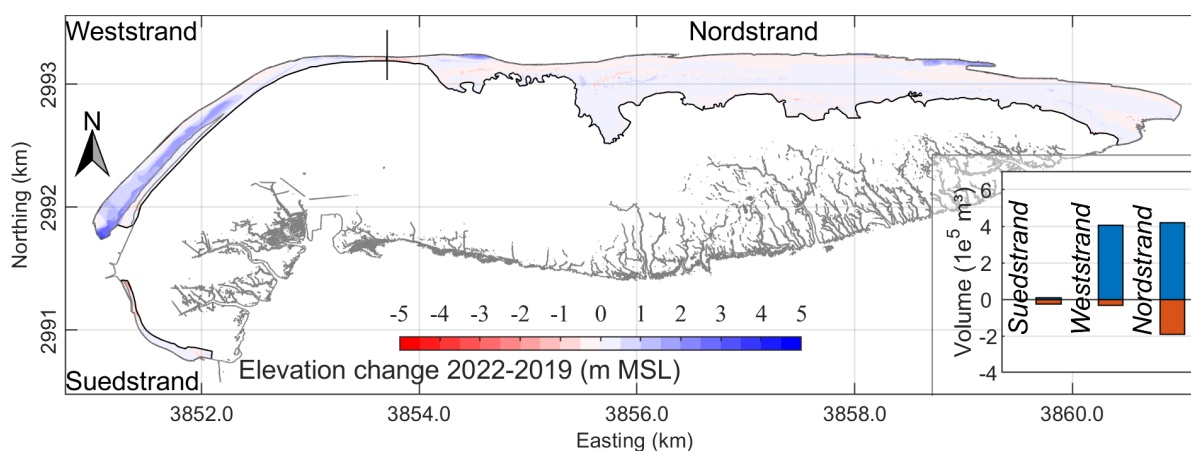 Weststrand
Nordstrand
2993
2992
2991
Northing (km)
N
-5 -4 -3 -2 -1 0 1 2 3 4 5
Elevation change 2022-2019 (m MSL)
Suedstrand
3852.0 3854.0 3856.0 3858.0 3860.0
Easting (km)
Volume (1e⁵ m³)
6
4
2
0
-2
-4
Suedstrand
Weststrand
Nordstrand